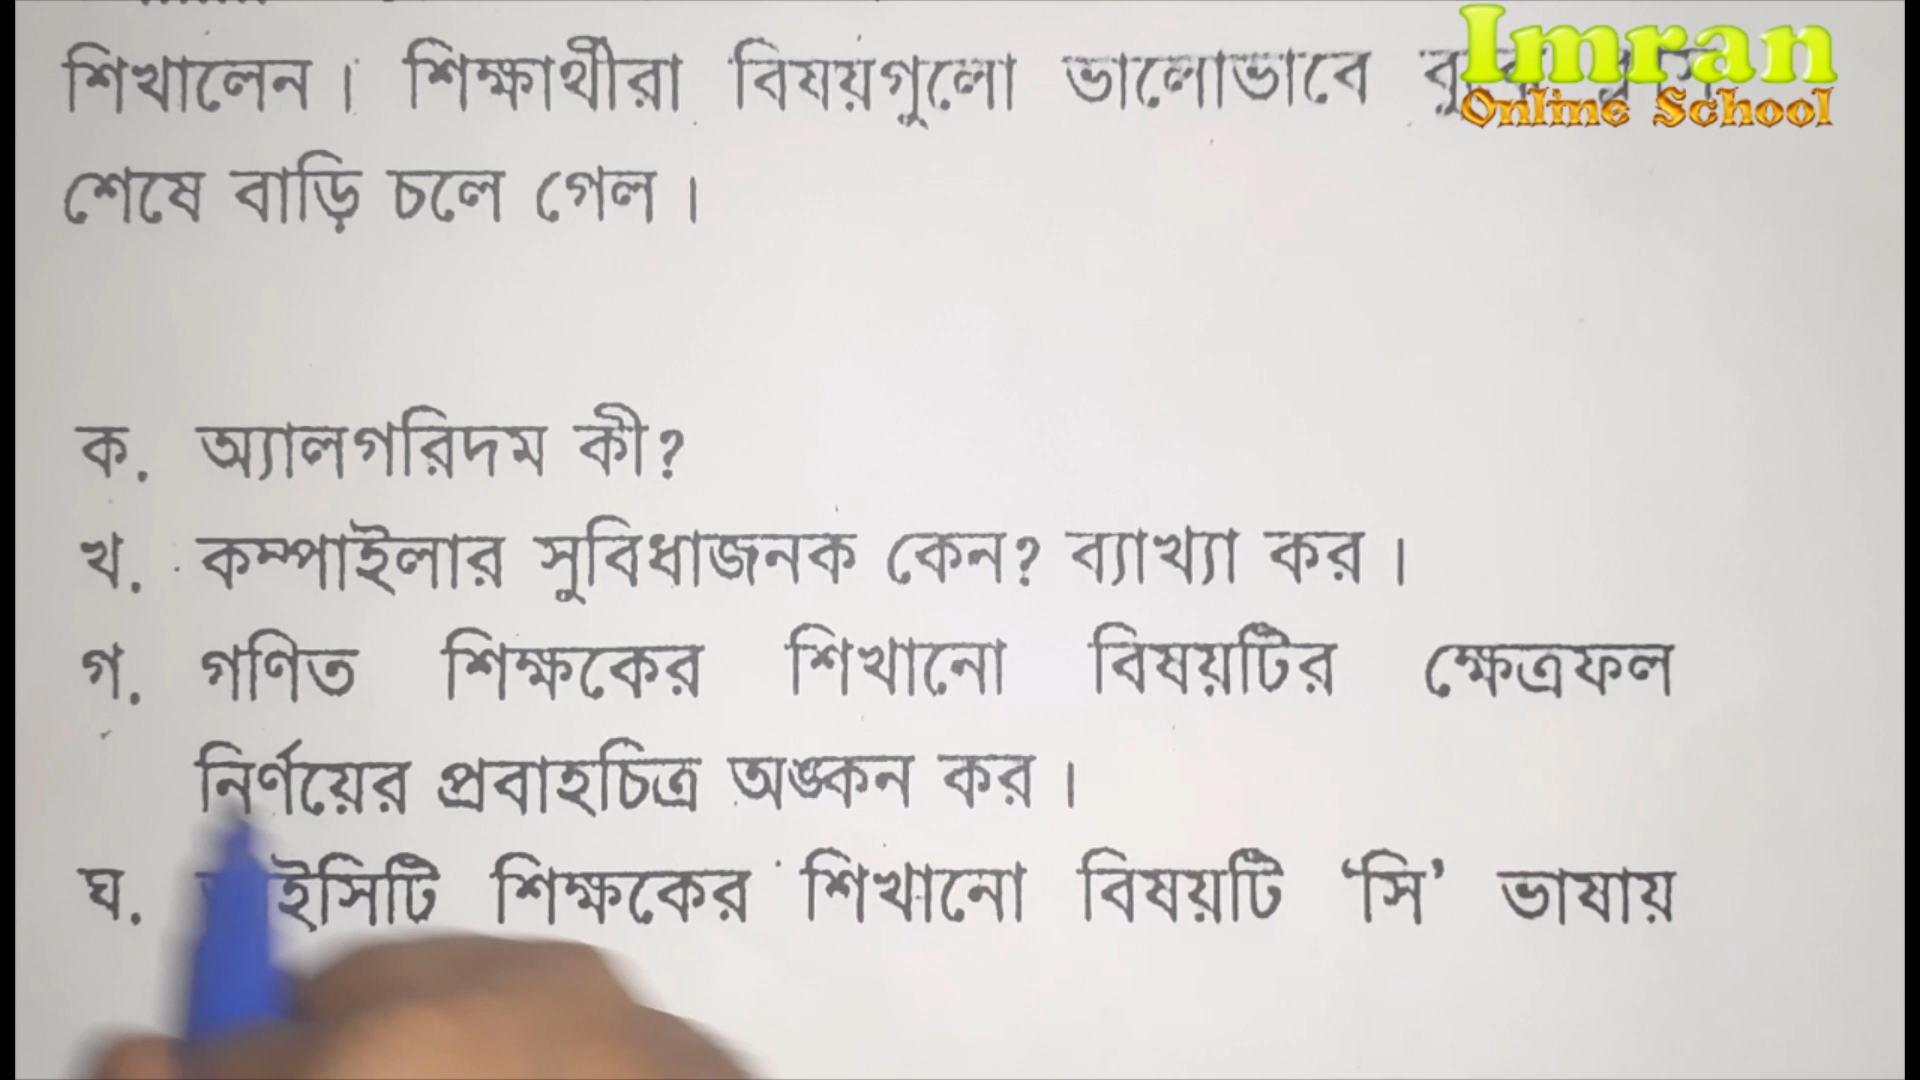 শিখালেন। শিক্ষার্থীরা বিষয়গুলো ভালোভাবে
Imran
Online School
শেষে বাড়ি চলে গেল।
ক. অ্যালগরিদম কী?
খ. কম্পাইলার সুবিধাজনক কেন? ব্যাখ্যা কর।
গ. গণিত শিক্ষকের শিখানো বিষয়টির ক্ষেত্রফল
নির্ণয়ের প্রবাহচিত্র অঙ্কন কর।
ঘ. শিক্ষকের শিখানো বিষয়টি ‘সি’ ভাষায়